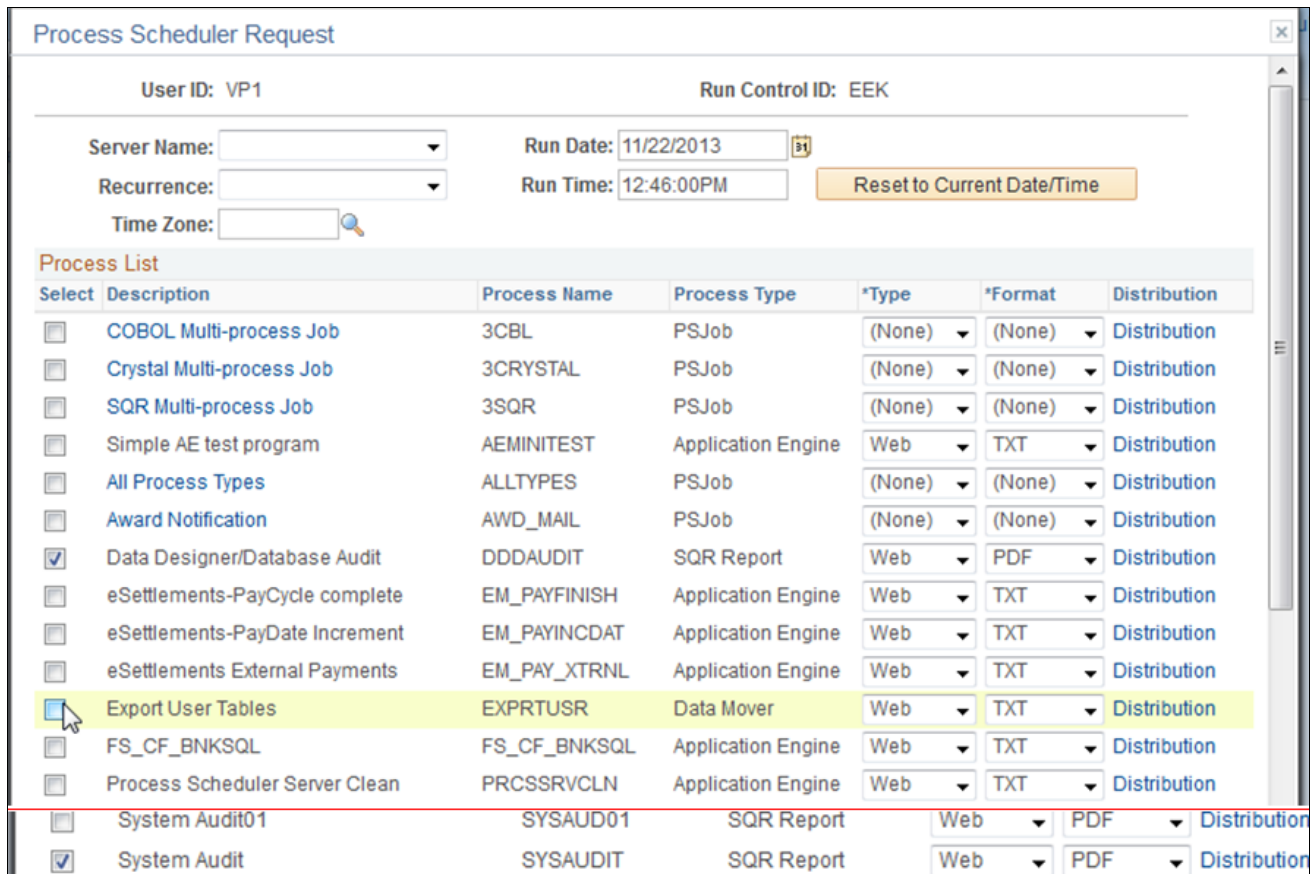 Process Scheduler Request
User ID: VP1 Run Control ID: EEK
Server Name: Run Date: 11/22/2013 31
Recurrence: Run Time: 12:46:00PM Reset to Current Date/Time
Time Zone:
Process List
Select Description Process Name Process Type *Type *Format Distribution
COBOL Multi-process Job 3CBL PSJob (None) (None) Distribution
Crystal Multi-process Job 3CRYSTAL PSJob (None) (None) Distribution
SQR Multi-process Job 3SQR PSJob (None) (None) Distribution
Simple AE test program AEMINITEST Application Engine Web TXT Distribution
All Process Types ALLTYPES PSJob (None) (None) Distribution
Award Notification AWD_MAIL PSJob (None) (None) Distribution
Data Designer/Database Audit DDDAUDIT SQR Report Web PDF Distribution
eSettlements-PayCycle complete EM_PAYFINISH Application Engine Web TXT Distribution
eSettlements-PayDate Increment EM_PAYINCDAT Application Engine Web TXT Distribution
eSettlements External Payments EM_PAY_XTRNL Application Engine Web TXT Distribution
Export User Tables EXPRTUSR Data Mover Web TXT Distribution
FS_CF_BNKSQL FS_CF_BNKSQL Application Engine Web TXT Distribution
Process Scheduler Server Clean PRCSSRVCLN Application Engine Web TXT Distribution
System Audit01 SYSAUD01 SQR Report Web PDF Distribution
System Audit SYSAUDIT SQR Report Web PDF Distribution